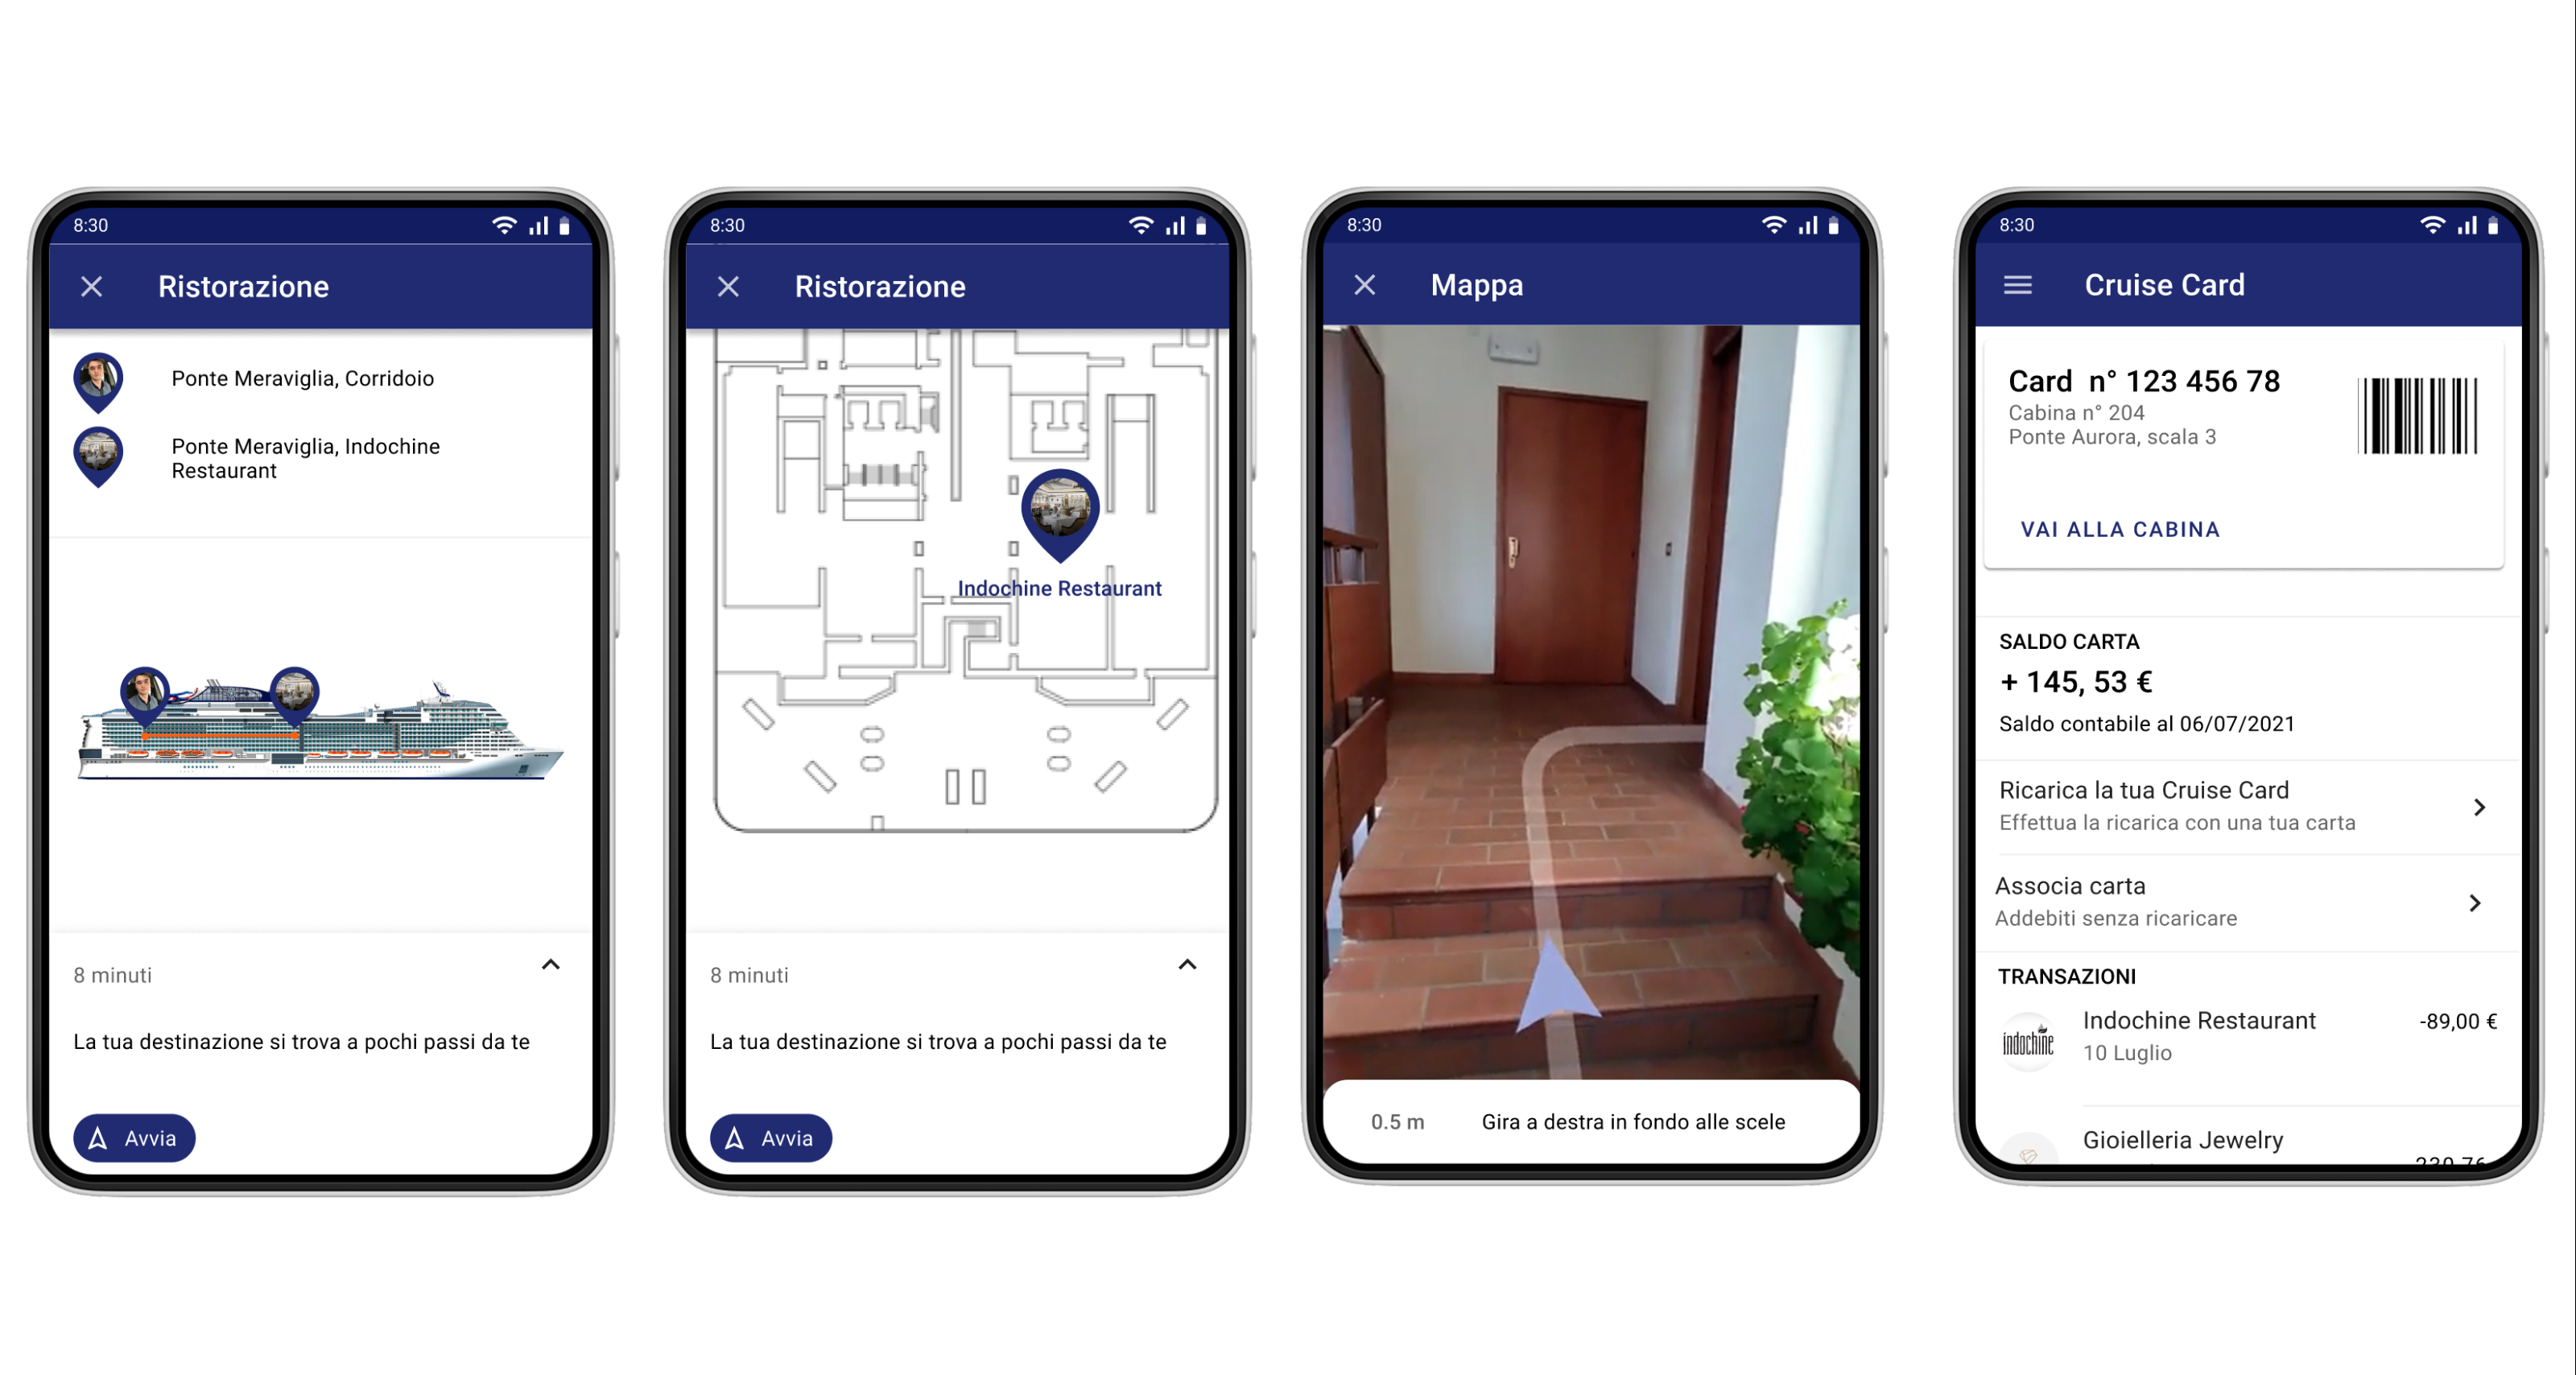 8:30
Ristorazione
Ponte Meraviglia, Corridoio
Ponte Meraviglia, Indochine
Restaurant
8 minuti
La tua destinazione si trova a pochi passi da te
Avvia
8:30
Ristorazione
Indochine Restaurant
8 minuti
La tua destinazione si trova a pochi passi da te
Avvia
8:30
Mappa
0.5 m Gira a destra in fondo alle scele
8:30
Cruise Card
Card n° 123 456 78
Cabina n° 204
Ponte Aurora, scala 3
VAI ALLA CABINA
SALDO CARTA
+ 145, 53 €
Saldo contabile al 06/07/2021
Ricarica la tua Cruise Card
Effettua la ricarica con una tua carta
Associa carta
Addebiti senza ricaricare
TRANSAZIONI
indochine
Indochine Restaurant -89,00 €
10 Luglio
Gioielleria Jewelry